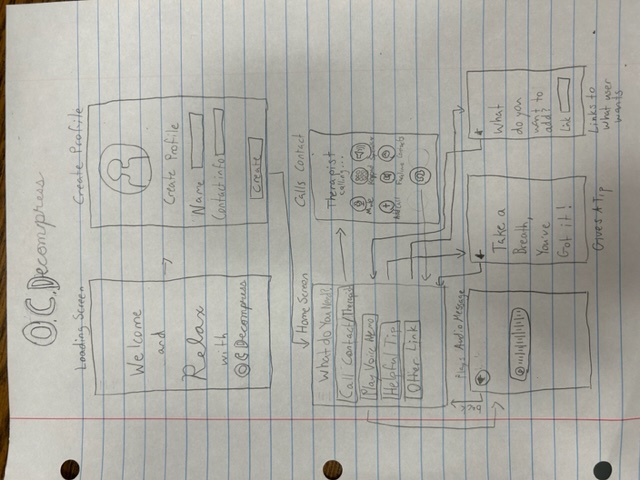 O.C.Decompress
Loading Screen
Create Profile
Welcome
and
Relax
with
OCDecompress
Create Profile
Name
Contact info
Create
Home Screen
What do You Need?
Call Contact/Therapist
Play Voice Memo
Helpful Tip
Other Link
Calls Contact
Therapist
calling...
Mute Keypad Speaker
Add Call Facetime Contacts
back
Plays Audio Message
Take a
Breath,
You've
Got it!
Gives A Tip
What
do you
want to
add?
Link
Links to
what user
wants